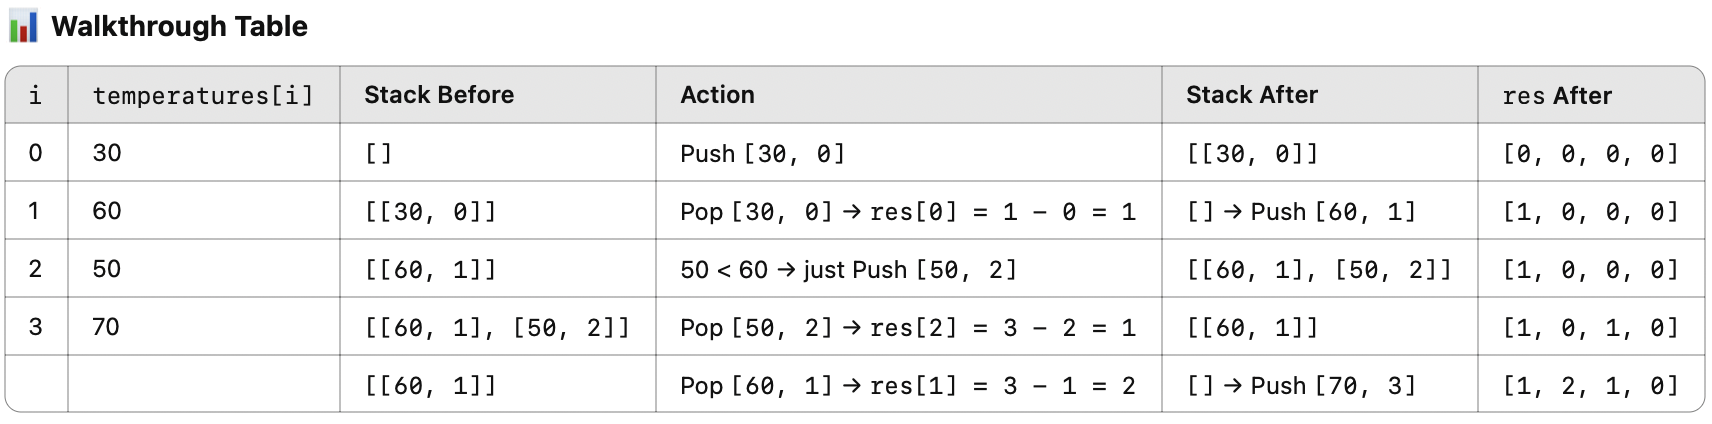 📊 Walkthrough Table
i temperatures[i] Stack Before Action Stack After res After
0 30 [] Push [30, 0] [[30, 0]] [0, 0, 0, 0]
1 60 [[30, 0]] Pop [30, 0] → res[0] = 1 - 0 = 1 [] → Push [60, 1] [1, 0, 0, 0]
2 50 [[60, 1]] 50 < 60 → just Push [50, 2] [[60, 1], [50, 2]] [1, 0, 0, 0]
3 70 [[60, 1], [50, 2]] Pop [50, 2] → res[2] = 3 - 2 = 1 [[60, 1]] [1, 0, 1, 0]
[[60, 1]] Pop [60, 1] → res[1] = 3 - 1 = 2 [] → Push [70, 3] [1, 2, 1, 0]